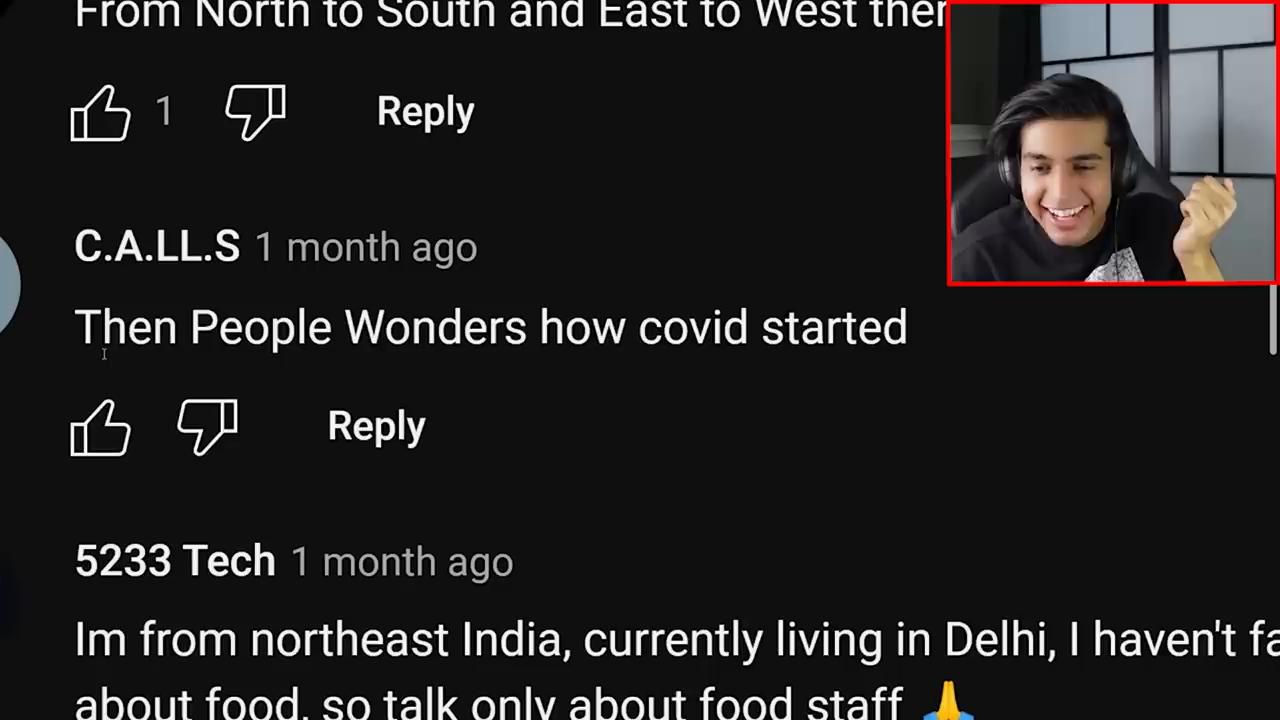 From North to South and East to West ther
1 Reply
C.A.LL.S 1 month ago
Then People Wonders how covid started
Reply
5233 Tech 1 month ago
Im from northeast India, currently living in Delhi, I haven't fa
about food, so talk only about food staff 🙏